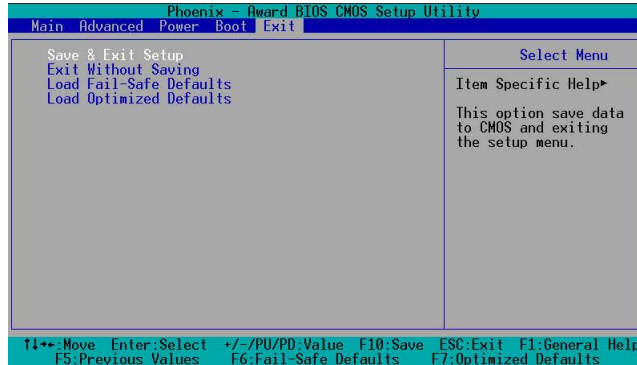 Phoenix - Award BIOS CMOS Setup Utility
Main Advanced Power Boot Exit
Save & Exit Setup
Exit Without Saving
Load Fail-Safe Defaults
Load Optimized Defaults
Select Menu
Item Specific Help►
This option save data
to CMOS and exiting
the setup menu.
↑↓→←:Move Enter:Select +/-/PU/PD:Value F10:Save ESC:Exit F1:General Help
F5:Previous Values F6:Fail-Safe Defaults F7:Optimized Defaults